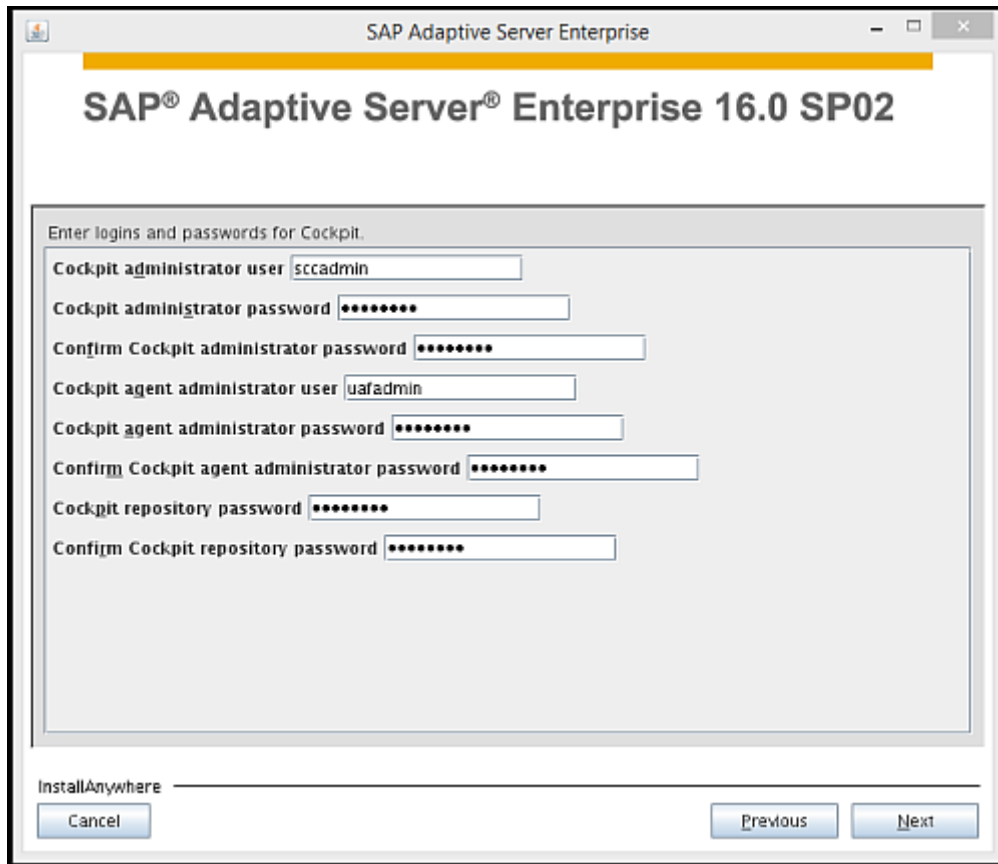 SAP Adaptive Server Enterprise
SAP® Adaptive Server® Enterprise 16.0 SP02
Enter logins and passwords for Cockpit.
Cockpit administrator user sccadmin
Cockpit administrator password ••••••••
Confirm Cockpit administrator password ••••••••
Cockpit agent administrator user uafadmin
Cockpit agent administrator password ••••••••
Confirm Cockpit agent administrator password ••••••••
Cockpit repository password ••••••••
Confirm Cockpit repository password ••••••••
InstallAnywhere
Cancel Previous Next